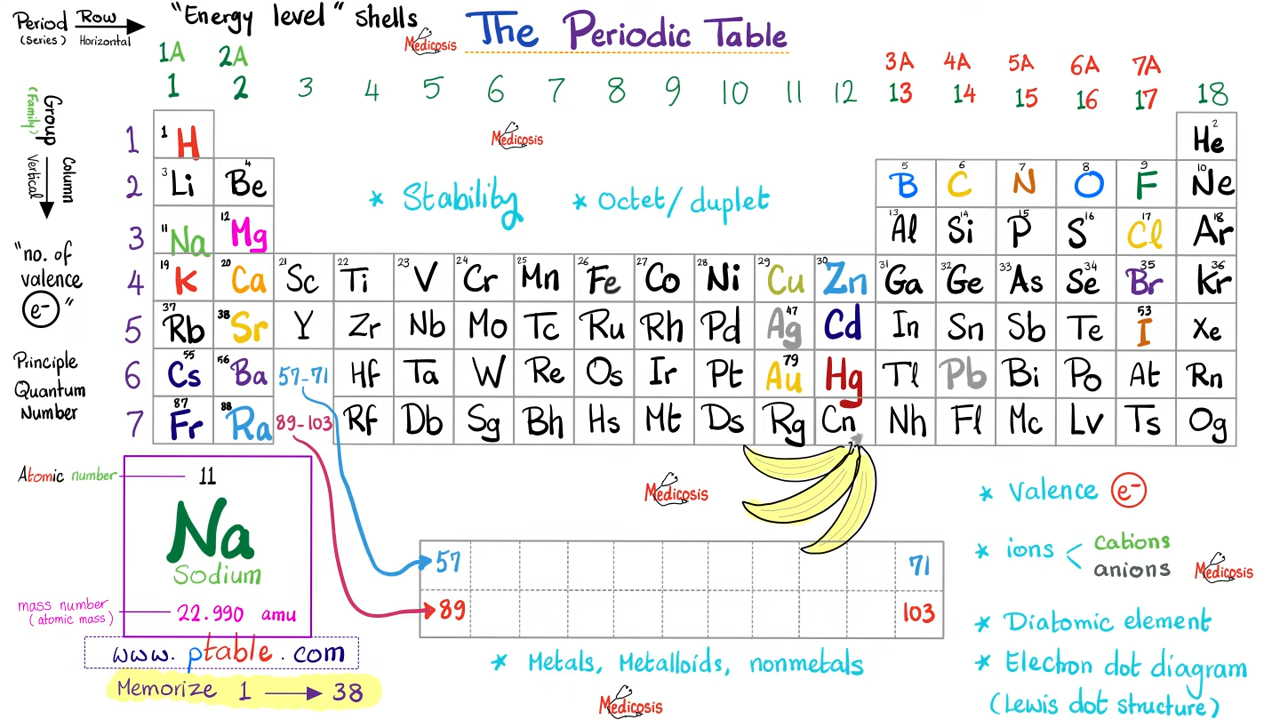 Period Row "Energy level" shells The Periodic Table
(series) Horizontal Medicosis
1A 2A 3A 4A 5A 6A 7A
1 2 3 4 5 6 7 8 9 10 11 12 13 14 15 16 17 18
Group (Family)
Column Vertical
"no. of
valence
e-"
Principle
Quantum
Number
Medicosis
1 1 H 2 He
2 3 Li 4 Be 5 B 6 C 7 N 8 O 9 F 10 Ne
* Stability * Octet/duplet
3 11 Na 12 Mg 13 Al 14 Si 15 P 16 S 17 Cl 18 Ar
4 19 K 20 Ca 21 Sc 22 Ti 23 V 24 Cr 25 Mn 26 Fe 27 Co 28 Ni 29 Cu 30 Zn 31 Ga 32 Ge 33 As 34 Se 35 Br 36 Kr
5 37 Rb 38 Sr Y Zr Nb Mo Tc Ru Rh Pd 47 Ag Cd In Sn Sb Te 53 I Xe
6 55 Cs 56 Ba 57-71 Hf Ta W Re Os Ir Pt 79 Au Hg Tl Pb Bi Po At Rn
7 87 Fr 88 Ra 89-103 Rf Db Sg Bh Hs Mt Ds Rg Cn Nh Fl Mc Lv Ts Og
Atomic number 11
Na
Sodium
mass number
(atomic mass)
22.990 amu
www.ptable.com
Memorize 1 → 38
Medicosis
57 71
89 103
* Metals, Metalloids, nonmetals
Medicosis
* Valence e-
* ions < cations
anions
Medicosis
* Diatomic element
* Electron dot diagram
(Lewis dot structure)